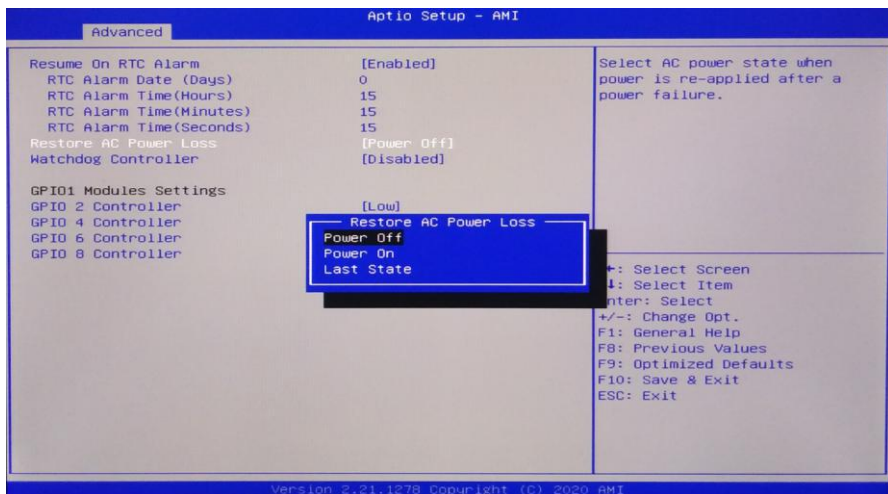 Aptio Setup - AMI
Advanced
Resume On RTC Alarm [Enabled]
RTC Alarm Date (Days) 0
RTC Alarm Time(Hours) 15
RTC Alarm Time(Minutes) 15
RTC Alarm Time(Seconds) 15
Restore AC Power Loss [Power Off]
Watchdog Controller [Disabled]
GPIO1 Modules Settings
GPIO 2 Controller [Low]
GPIO 4 Controller
GPIO 6 Controller
GPIO 8 Controller
Restore AC Power Loss
Power Off
Power On
Last State
Select AC power state when
power is re-applied after a
power failure.
: Select Screen
: Select Item
nter: Select
+/-: Change Opt.
F1: General Help
F8: Previous Values
F9: Optimized Defaults
F10: Save & Exit
ESC: Exit
Version 2.21.1278 Copyright (C) 2020 AMI